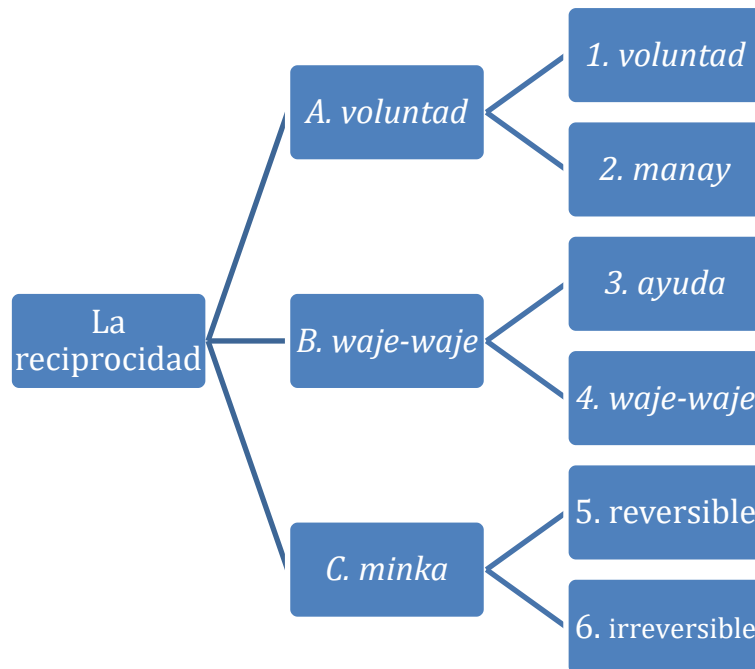 La
reciprocidad
A. voluntad
1. voluntad
2. manay
B. waje-waje
3. ayuda
4. waje-waje
C. minka
5. reversible
6. irreversible